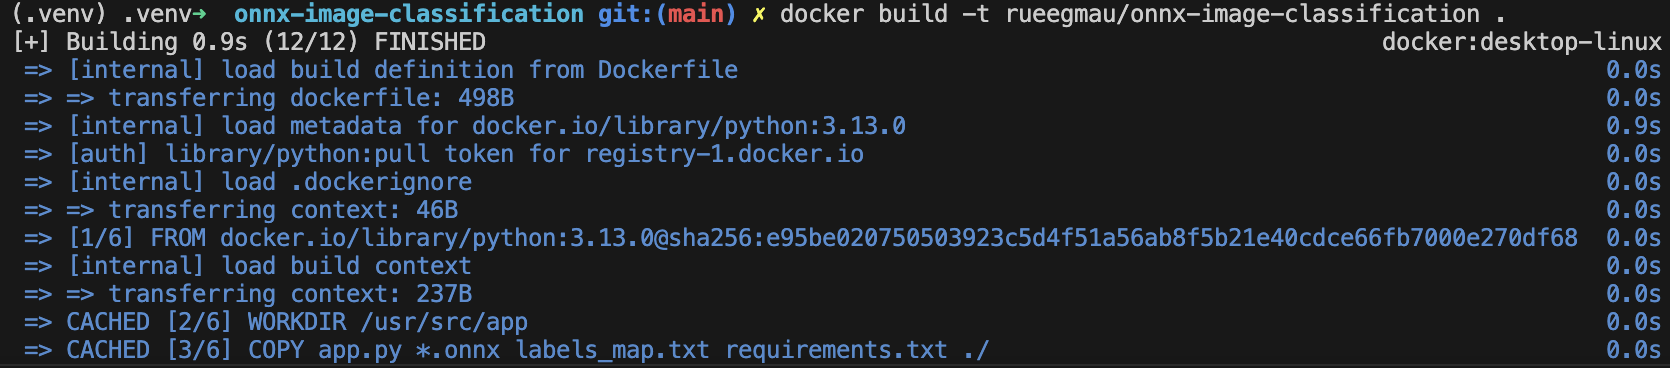 (.venv) .venv→ onnx-image-classification git:(main) ✗ docker build -t rueegmau/onnx-image-classification .
[+] Building 0.9s (12/12) FINISHED docker:desktop-linux
=> [internal] load build definition from Dockerfile 0.0s
=> => transferring dockerfile: 498B 0.0s
=> [internal] load metadata for docker.io/library/python:3.13.0 0.9s
=> [auth] library/python:pull token for registry-1.docker.io 0.0s
=> [internal] load .dockerignore 0.0s
=> => transferring context: 46B 0.0s
=> [1/6] FROM docker.io/library/python:3.13.0@sha256:e95be020750503923c5d4f51a56ab8f5b21e40cdce66fb7000e270df68 0.0s
=> [internal] load build context 0.0s
=> => transferring context: 237B 0.0s
=> CACHED [2/6] WORKDIR /usr/src/app 0.0s
=> CACHED [3/6] COPY app.py *.onnx labels_map.txt requirements.txt ./ 0.0s